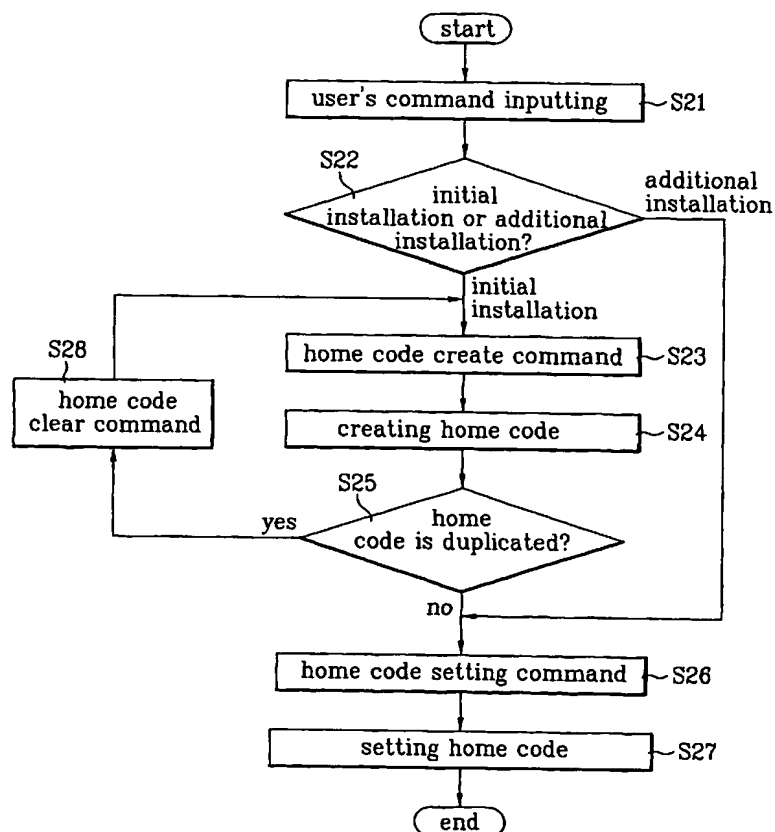 start
user's command inputting
S21
S22
initial
installation or additional
installation?
additional
installation
initial
installation
S28
home code
clear command
home code create command
S23
creating home code
S24
S25
home
code is duplicated?
yes
no
home code setting command
S26
setting home code
S27
end